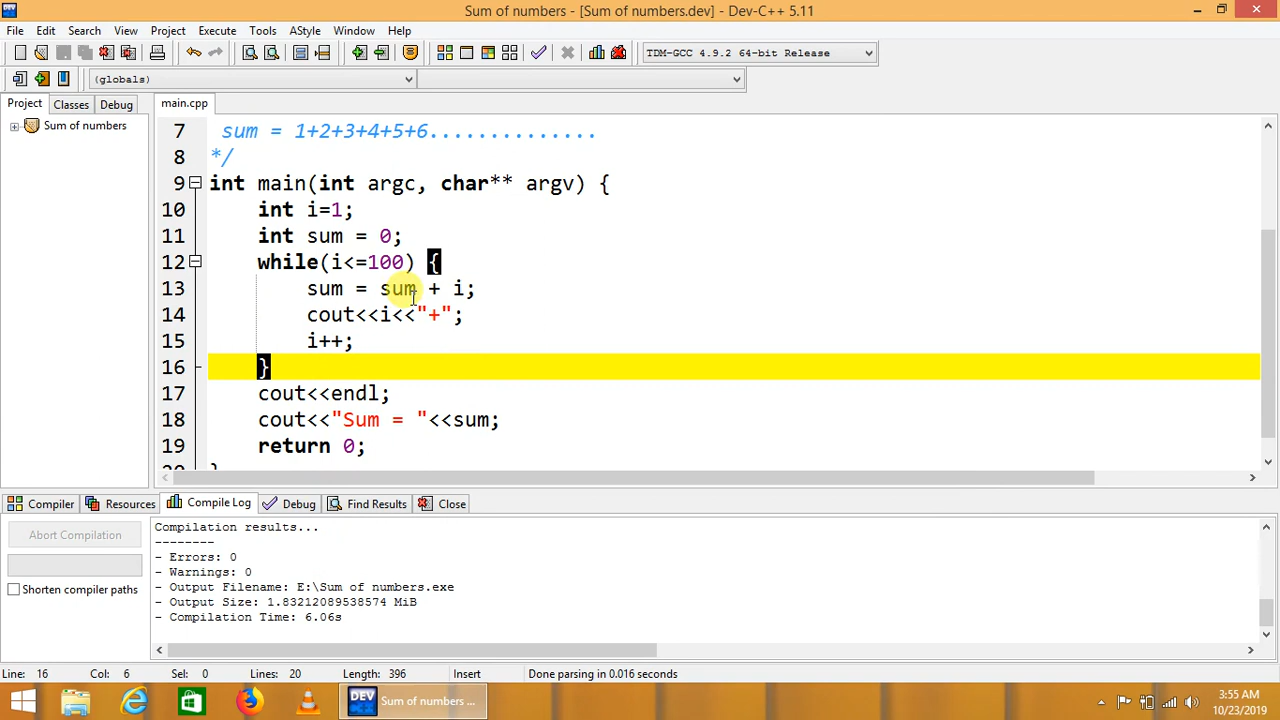 Sum of numbers - [Sum of numbers.dev] - Dev-C++ 5.11
File Edit Search View Project Execute Tools AStyle Window Help
TDM-GCC 4.9.2 64-bit Release
(globals)
Project Classes Debug
main.cpp
Sum of numbers
7 sum = 1+2+3+4+5+6..............
8 */
9 int main(int argc, char** argv) {
10 int i=1;
11 int sum = 0;
12 while(i<=100) {
13 sum = sum + i;
14 cout<<i<<"+";
15 i++;
16 }
17 cout<<endl;
18 cout<<"Sum = "<<sum;
19 return 0;
Compiler Resources Compile Log Debug Find Results Close
Abort Compilation
Shorten compiler paths
Compilation results...
--------
- Errors: 0
- Warnings: 0
- Output Filename: E:\Sum of numbers.exe
- Output Size: 1.83212089538574 MiB
- Compilation Time: 6.06s
Line: 16 Col: 6 Sel: 0 Lines: 20 Length: 396 Insert Done parsing in 0.016 seconds
DEV Sum of numbers ...
3:55 AM
10/23/2019